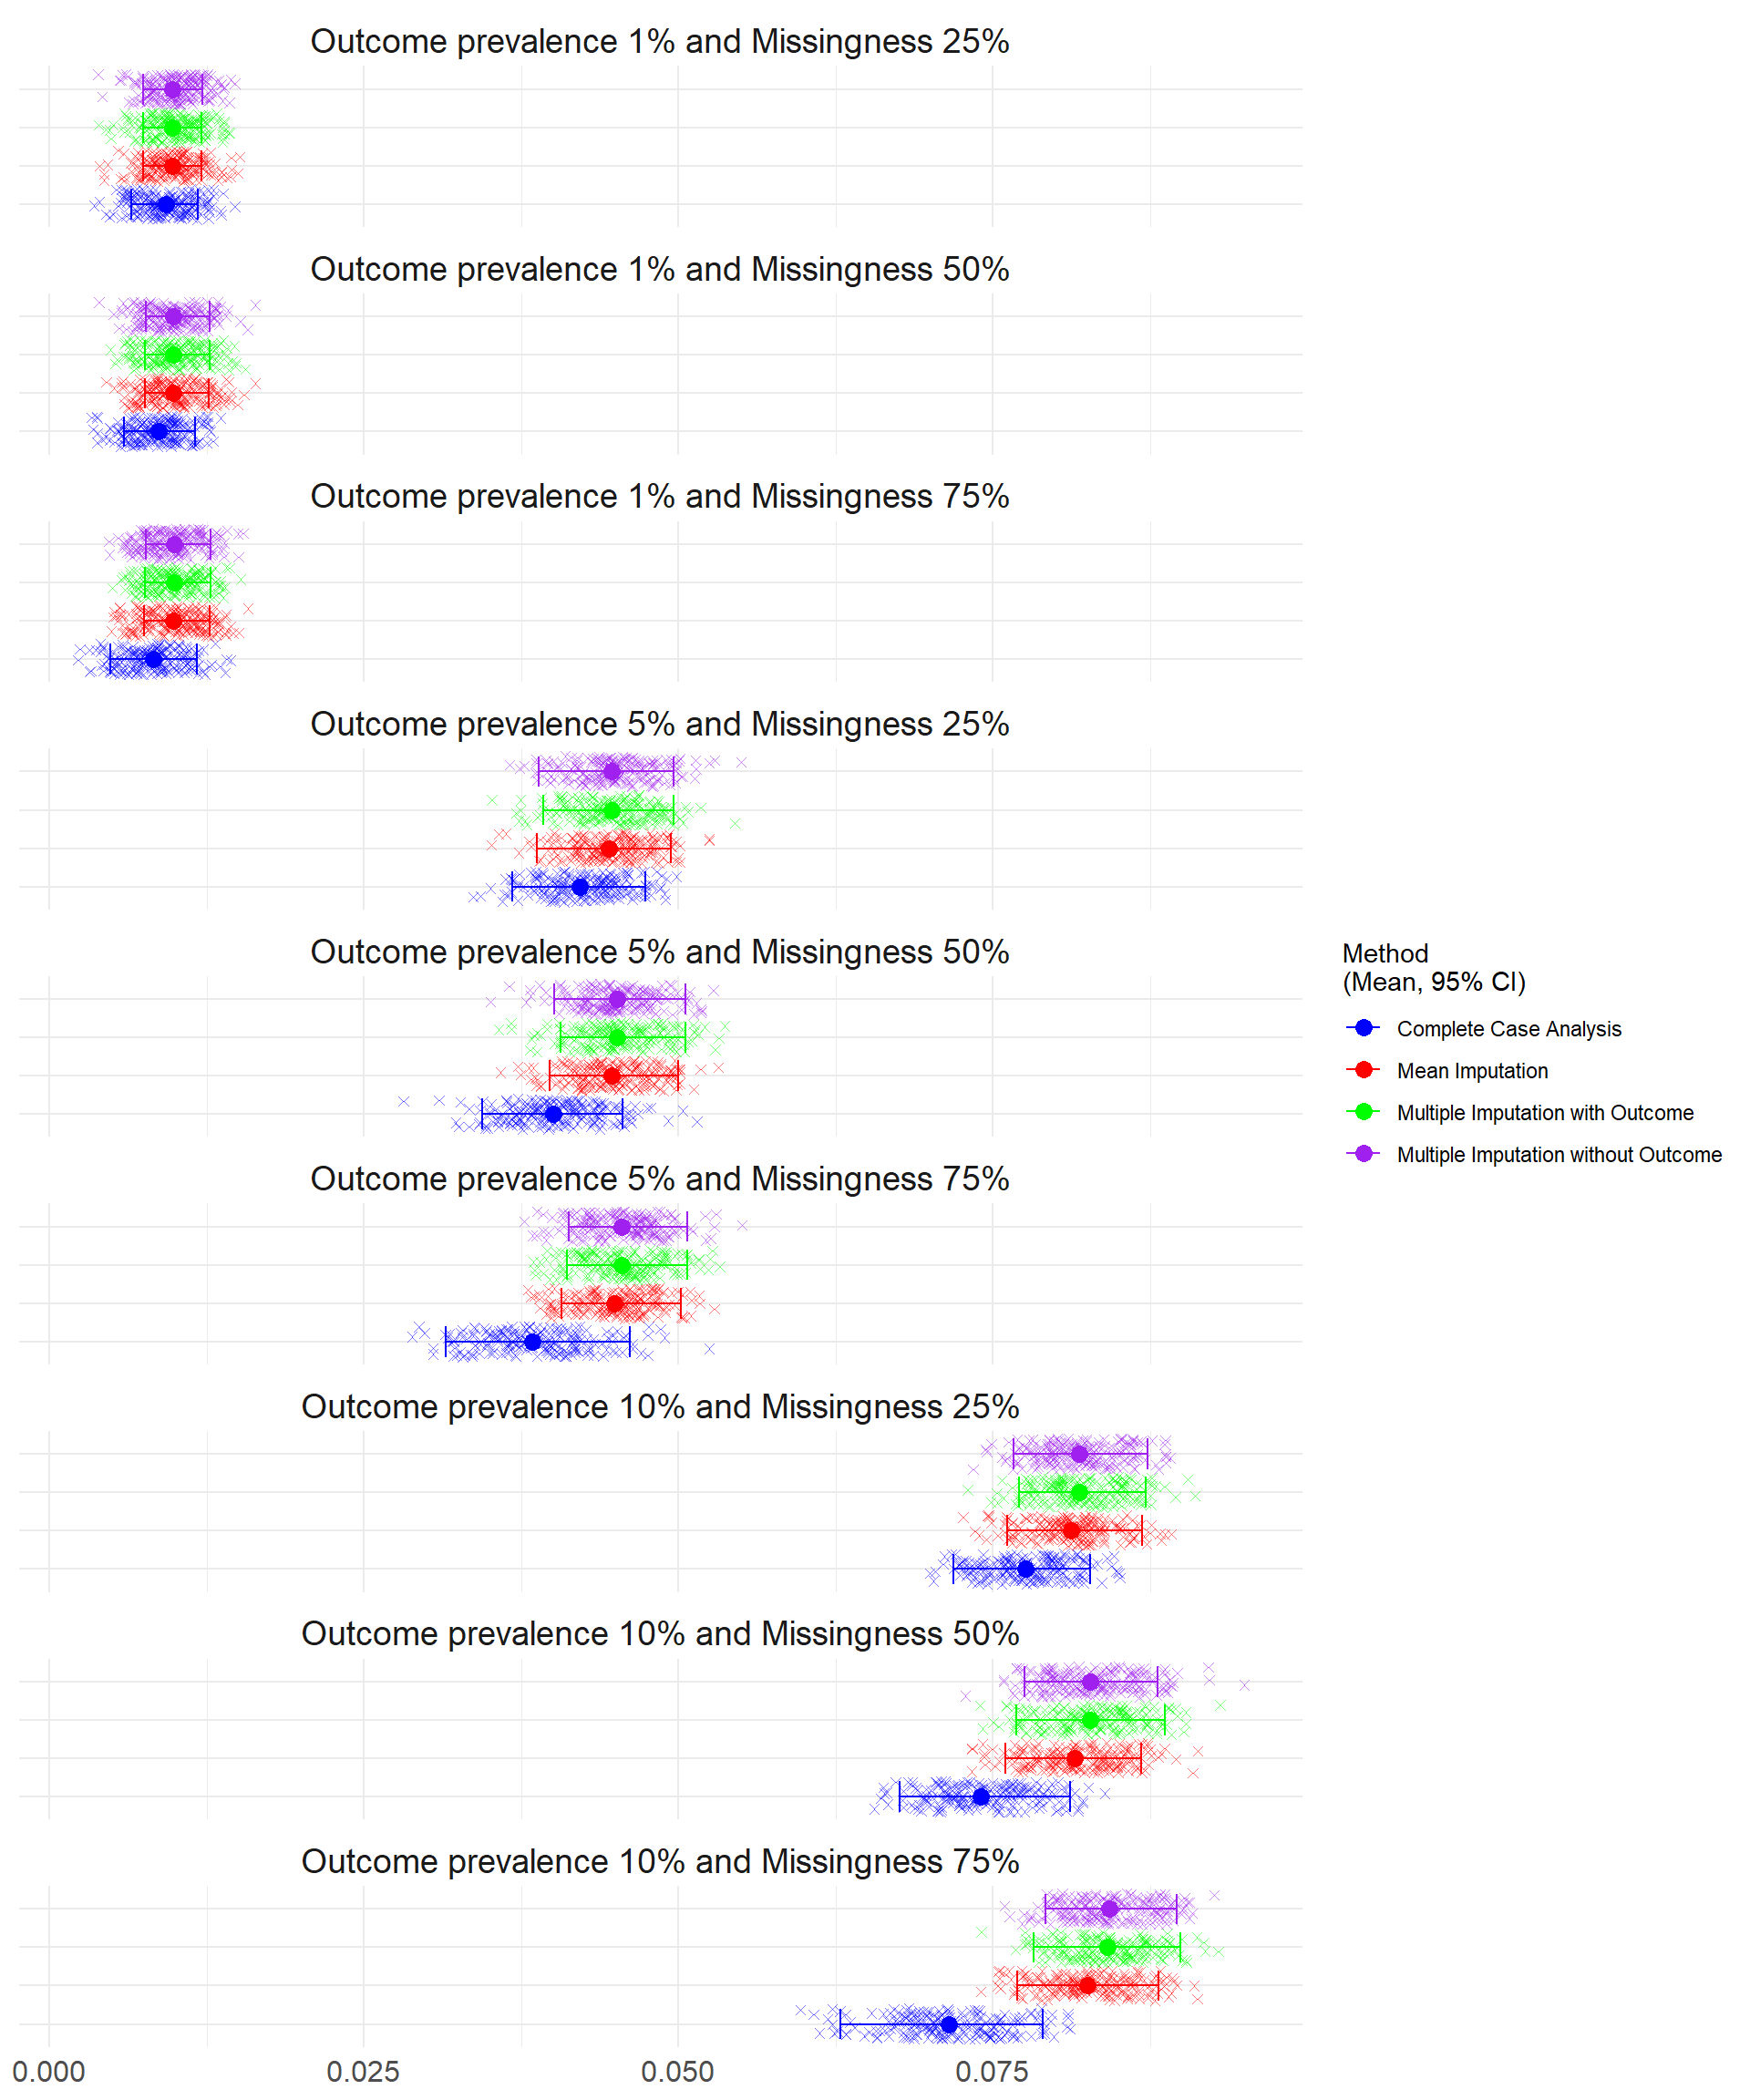 Outcome prevalence 1% and Missingness 25%
Outcome prevalence 1% and Missingness 50%
Outcome prevalence 1% and Missingness 75%
Outcome prevalence 5% and Missingness 25%
Outcome prevalence 5% and Missingness 50%
Outcome prevalence 5% and Missingness 75%
Outcome prevalence 10% and Missingness 25%
Outcome prevalence 10% and Missingness 50%
Outcome prevalence 10% and Missingness 75%
0.000 0.025 0.050 0.075
Method
(Mean, 95% CI)
Complete Case Analysis
Mean Imputation
Multiple Imputation with Outcome
Multiple Imputation without Outcome